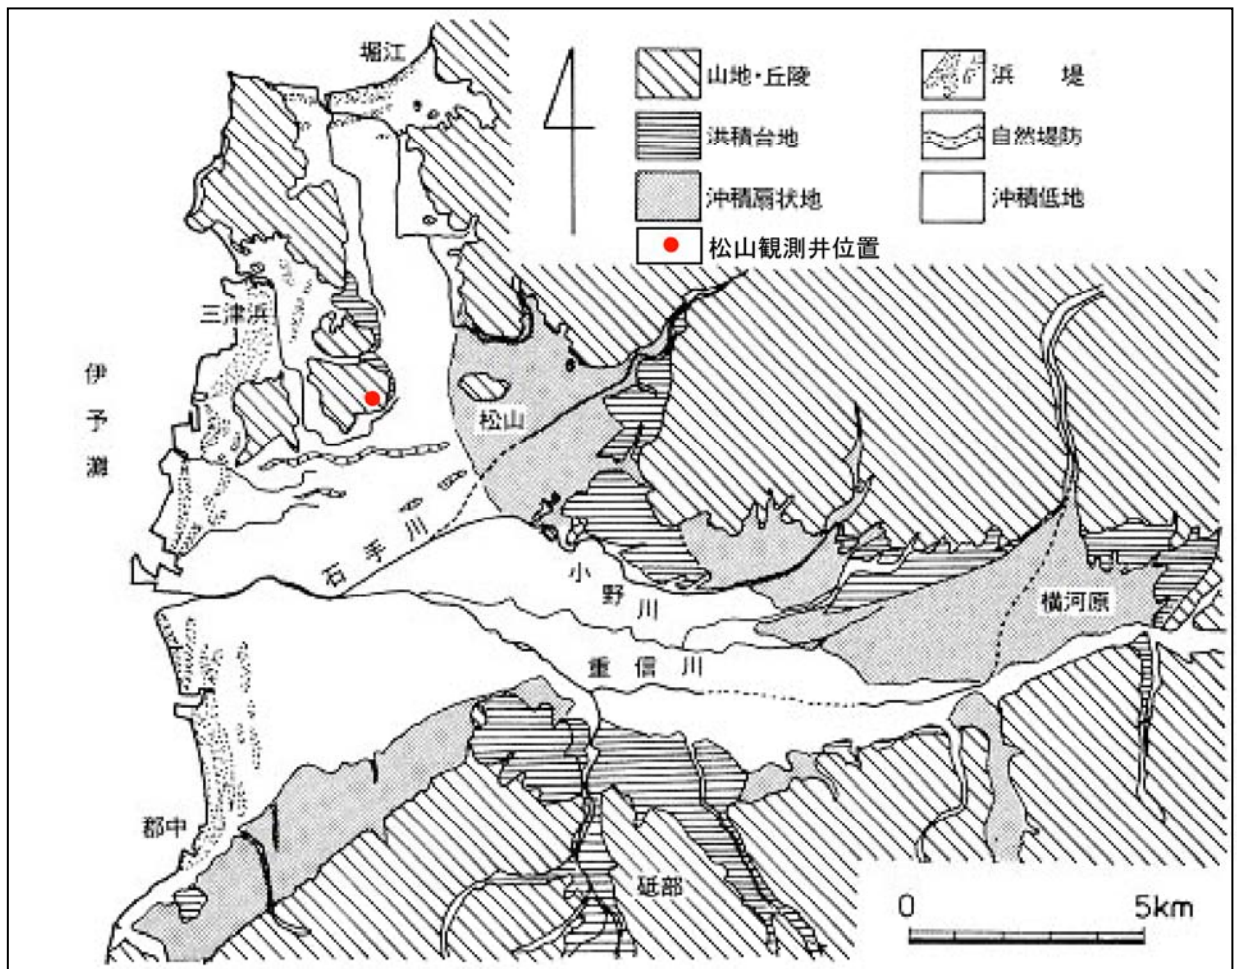 堀江
山地・丘陵
浜堤
洪積台地
自然堤防
沖積扇状地
沖積低地
松山観測井位置
三津浜
伊予灘
松山
石手川
小野川
横河原
重信川
郡中
砥部
0 5km